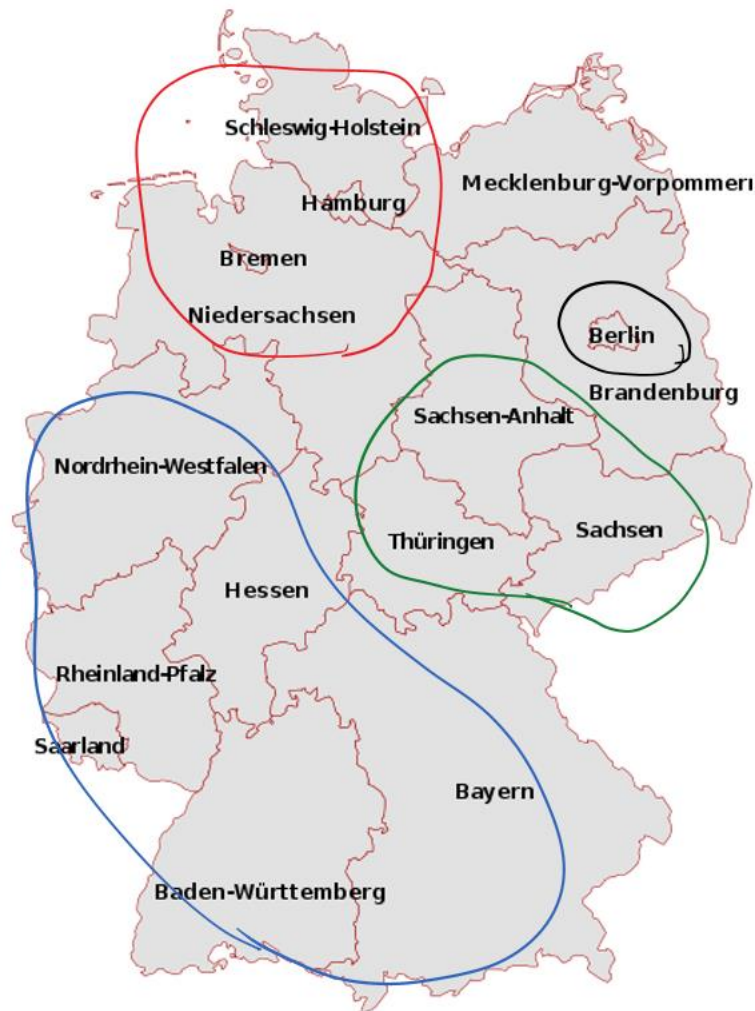 Schleswig-Holstein
Mecklenburg-Vorpommern
Hamburg
Bremen
Niedersachsen
Berlin
Brandenburg
Sachsen-Anhalt
Nordrhein-Westfalen
Sachsen
Thüringen
Hessen
Rheinland-Pfalz
Saarland
Bayern
Baden-Württemberg